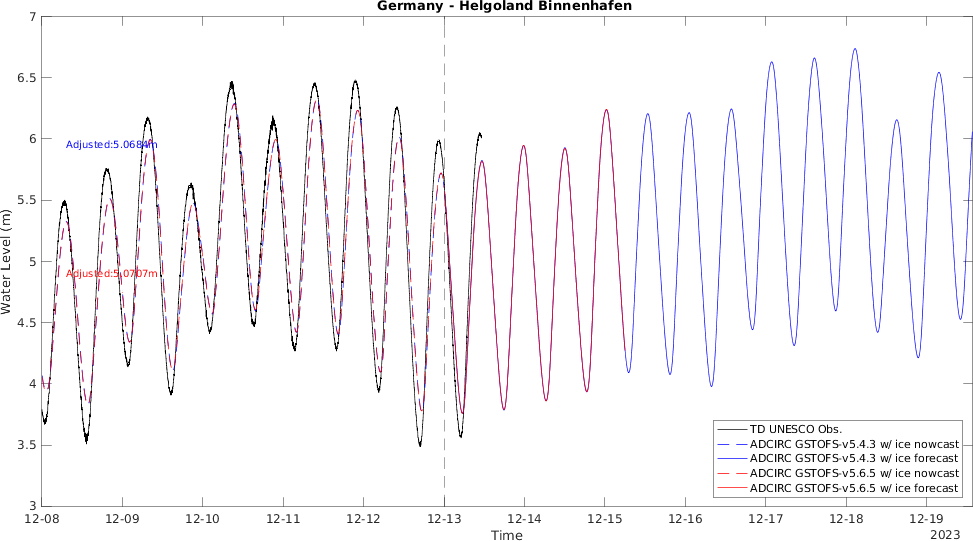 Germany - Helgoland Binnenhafen
7
6.5
6
5.5
5
4.5
4
3.5
3
Water Level (m)
Adjusted:5.0684m
Adjusted:5.0707m
TD UNESCO Obs.
ADCIRC GSTOFS-v5.4.3 w/ ice nowcast
ADCIRC GSTOFS-v5.4.3 w/ ice forecast
ADCIRC GSTOFS-v5.6.5 w/ ice nowcast
ADCIRC GSTOFS-v5.6.5 w/ ice forecast
12-08 12-09 12-10 12-11 12-12 12-13 12-14 12-15 12-16 12-17 12-18 12-19
Time
2023